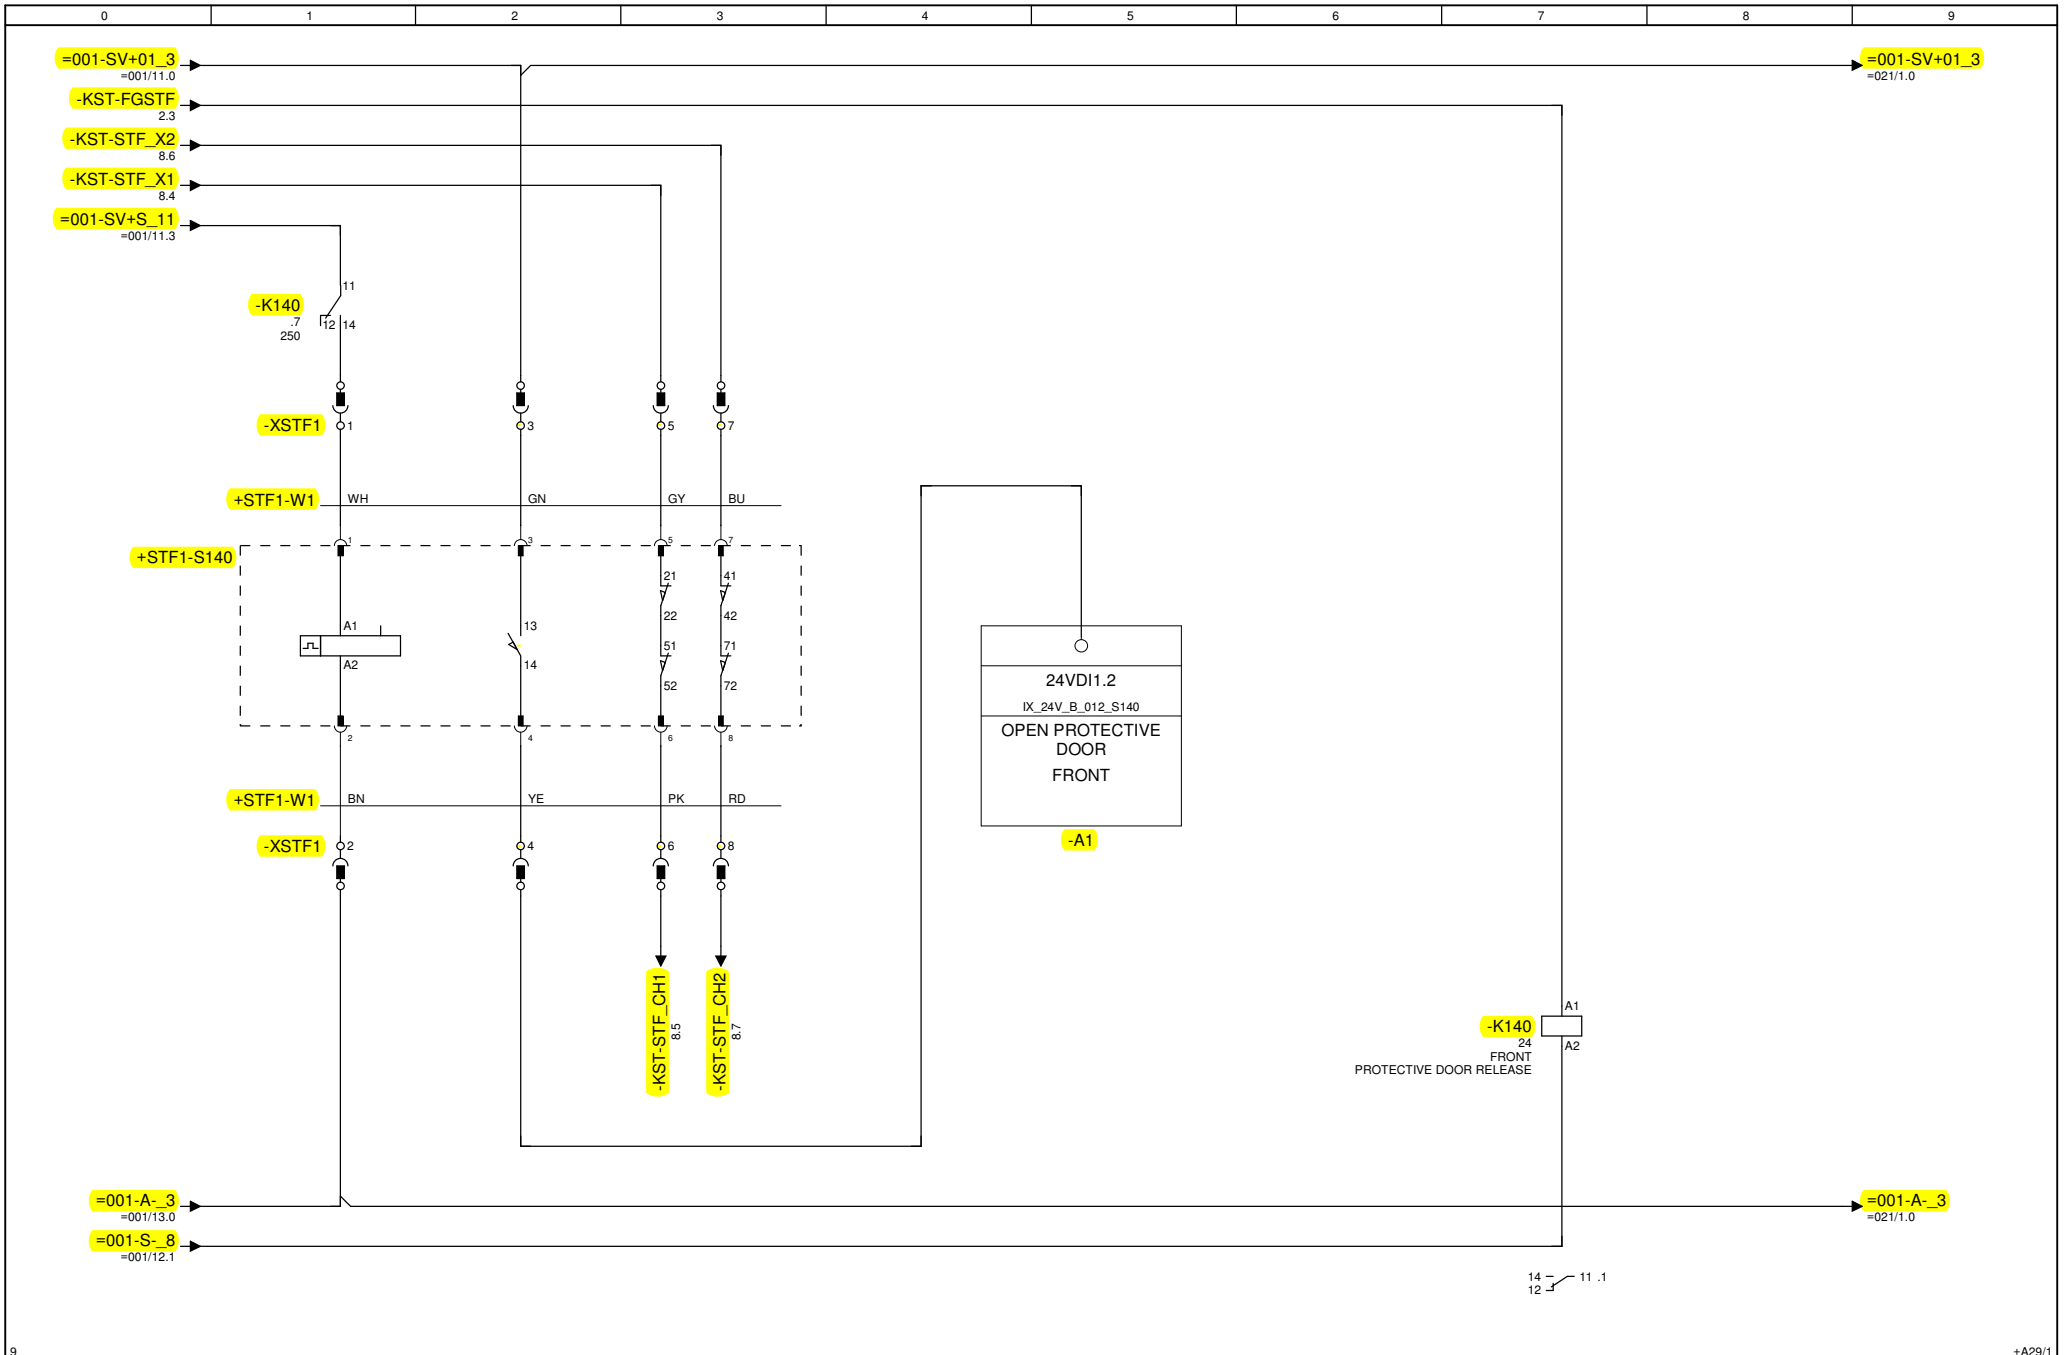 0 1 2 3 4 5 6 7 8 9
=001-SV+01_3
=001/11.0
=001-SV+01_3
=021/1.0
-KST-FGSTF
2.3
-KST-STF_X2
8.6
-KST-STF_X1
8.4
=001-SV+S_11
=001/11.3
11
-K140
.7
12 14
250
-XSTF1 1 3 5 7
+STF1-W1 WH GN GY BU
1 3 5 7
+STF1-S140
21 41
22 42
A1 13
51 71
A2 14
52 72
24VDI1.2
IX_24V_B_012_S140
OPEN PROTECTIVE
DOOR
FRONT
2 4 6 8
+STF1-W1 BN YE PK RD
-XSTF1 2 4 6 8
-A1
-KST-STF_CH1
8.5
-KST-STF_CH2
8.7
A1
-K140
24
A2
FRONT
PROTECTIVE DOOR RELEASE
=001-A-_3
=001/13.0
=001-A-_3
=021/1.0
=001-S-_8
=001/12.1
14 11 .1
12
9
+A29/1